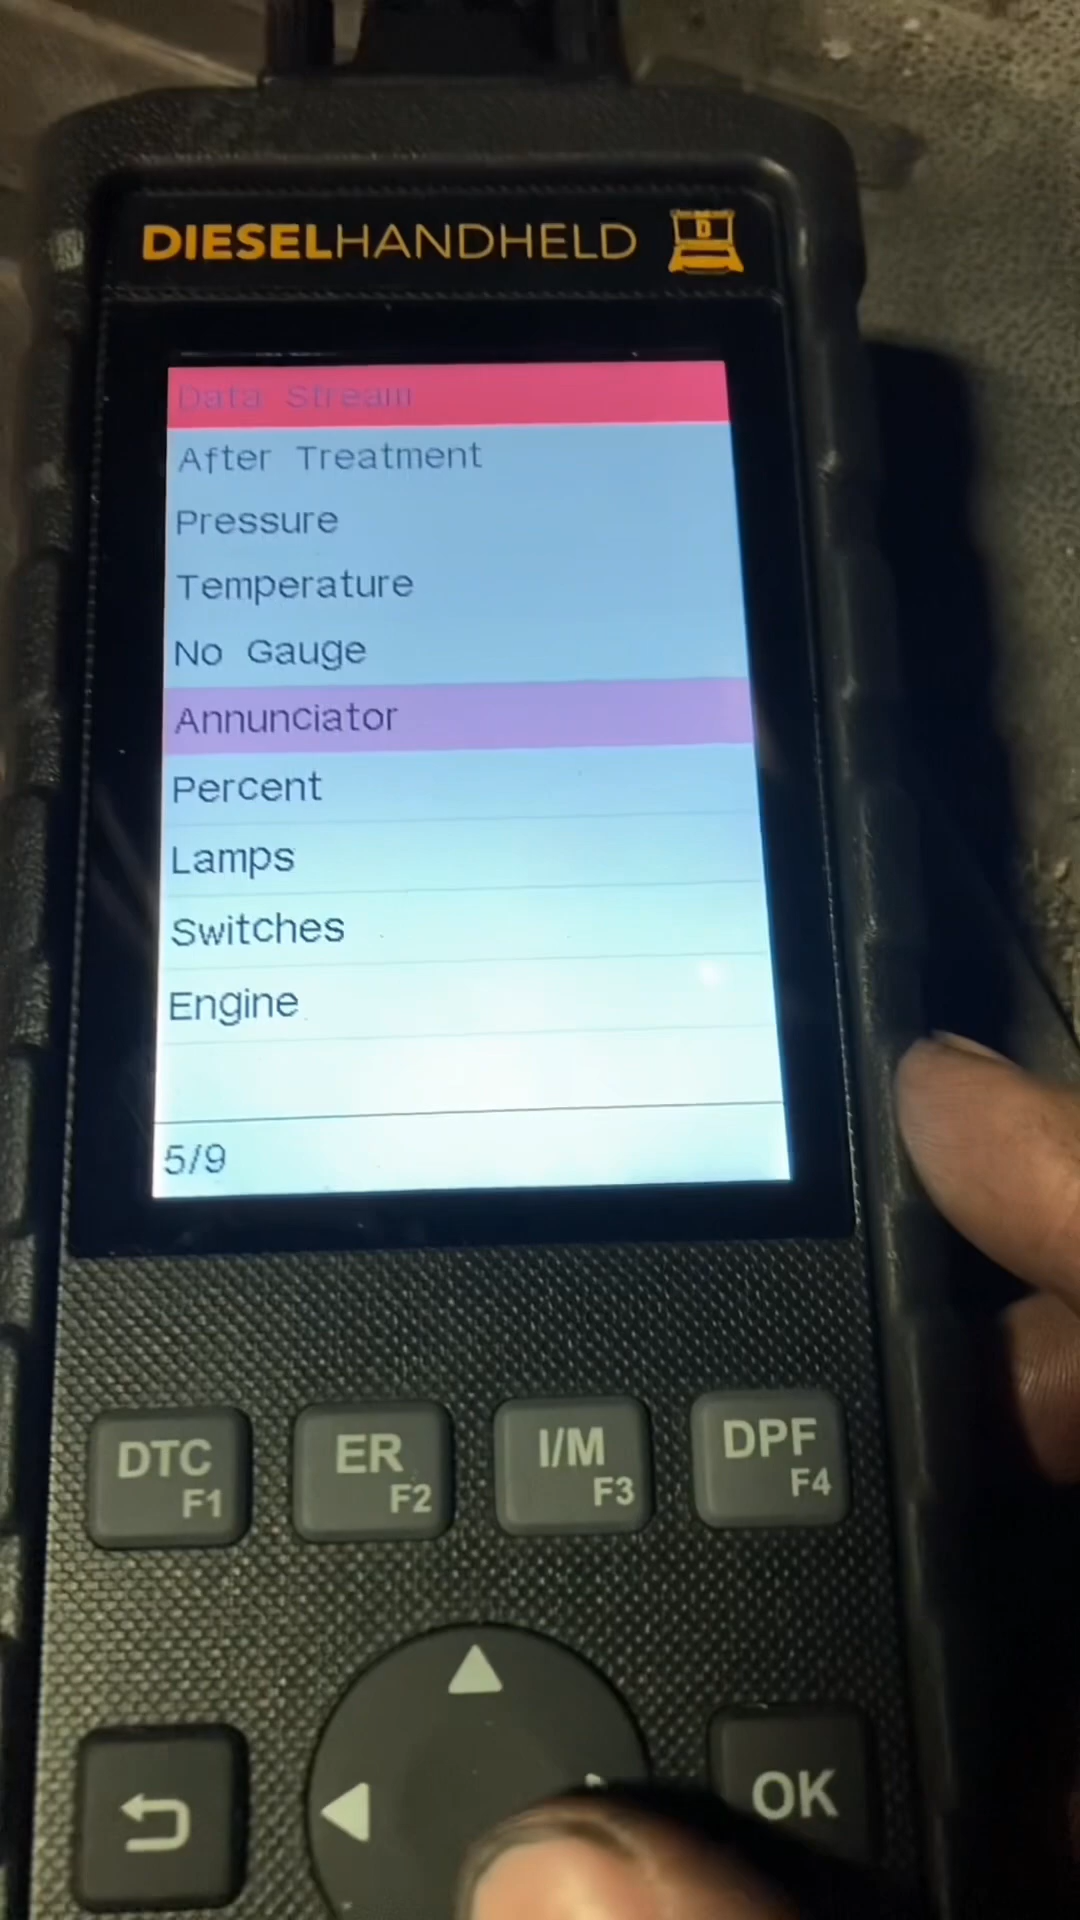 DIESELHANDHELD
Data Stream
After Treatment
Pressure
Temperature
No Gauge
Annunciator
Percent
Lamps
Switches
Engine
5/9
DTC F1
ER F2
I/M F3
DPF F4
OK